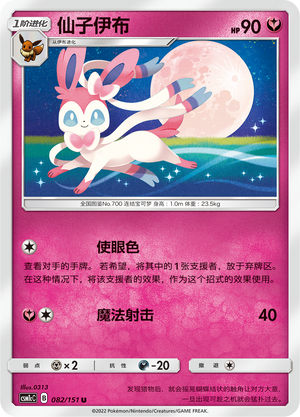 1阶进化 仙子伊布 HP 90
从伊布进化
全国图鉴No.700 连结宝可梦 身高:1.0m 体重:23.5kg
使眼色
查看对手的手牌。若希望,将其中的1张支援者,放于弃牌区。
在这种情况下,将该支援者的效果,作为这个招式的效果使用。
魔法射击 40
弱点 ×2 抗性 -20 撤退
Illus.0313
发现猎物后,就会摇晃蝴蝶结状的触角让对方大意,
一旦出现可趁之机就会猛扑过去。
B 082/151 U
©2022 Pokémon/Nintendo/Creatures/GAME FREAK.